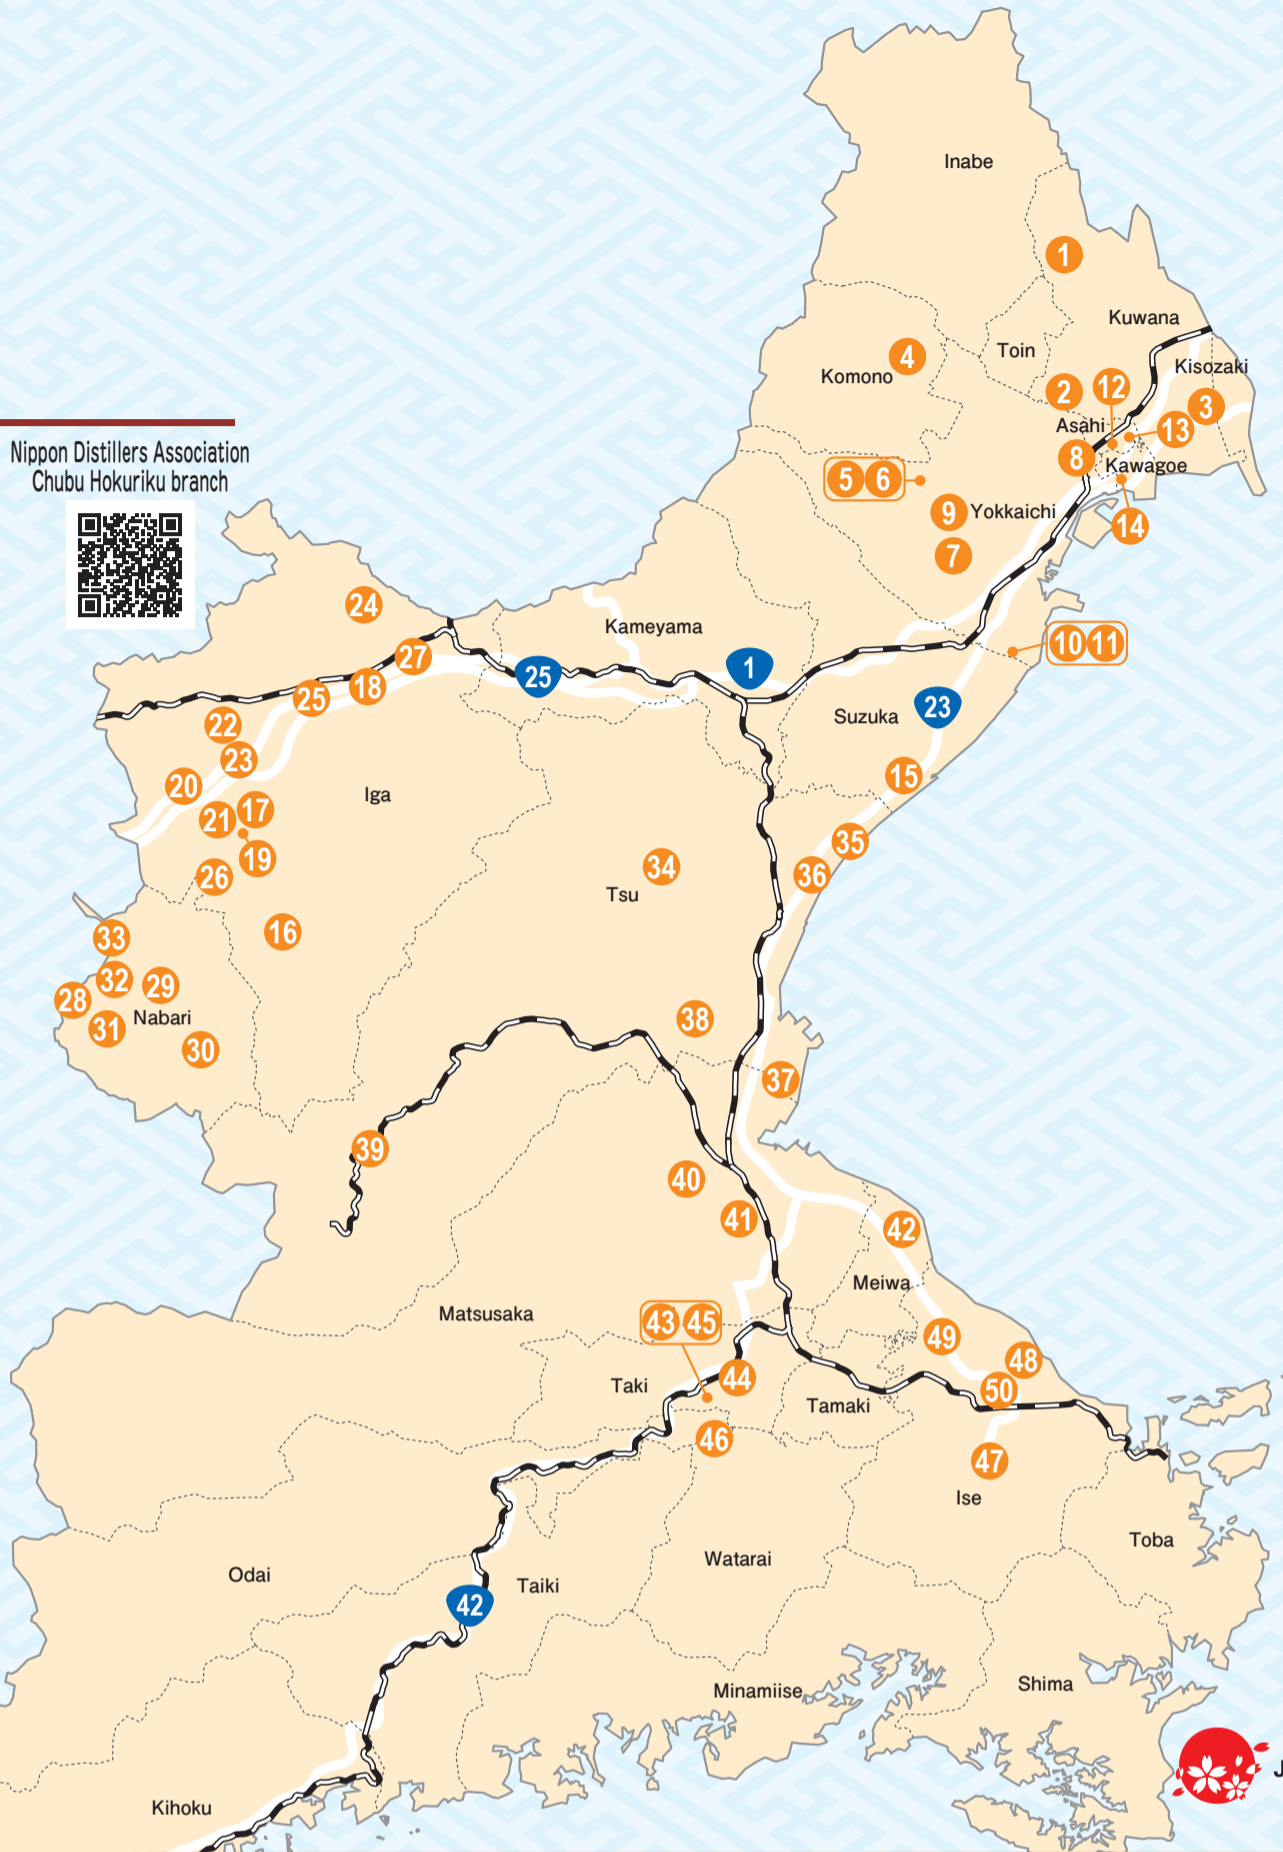 Inabe
1
Kuwana
Toin
4
Komono
Kisozaki
2
12
3
Asahi
13
8
Kawagoe
Nippon Distillers Association
Chubu Hokuriku branch
5 6
9
Yokkaichi
14
7
24
Kameyama
10 11
27
1
25
18
25
Suzuka
23
22
23
15
20
Iga
17
21
35
19
34
36
26
Tsu
16
33
32
29
28
Nabari
38
31
30
37
39
40
41
42
Meiwa
Matsusaka
43 45
49
48
Taki
44
50
Tamaki
46
47
Ise
Toba
Watarai
Odai
Taiki
42
Shima
Minamiise
J
Kihoku